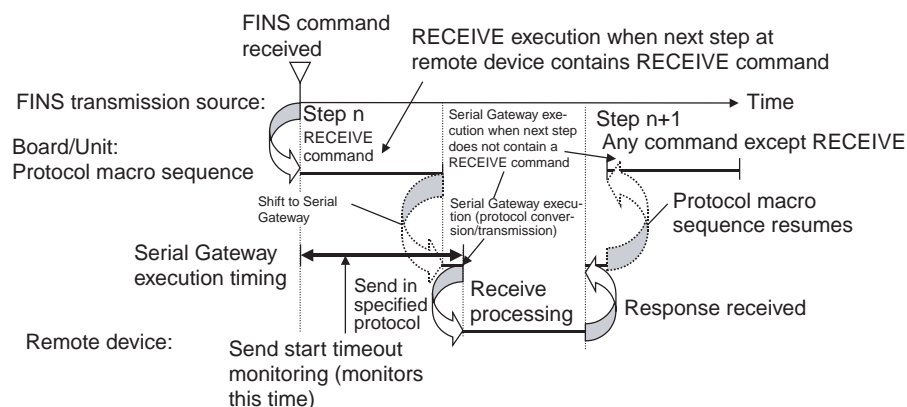 FINS command
received
RECEIVE execution when next step at
remote device contains RECEIVE command
FINS transmission source:
Time
Step n
RECEIVE
command
Serial Gateway exe-
cution when next step
does not contain a
RECEIVE command
Step n+1
Any command except RECEIVE
Board/Unit:
Protocol macro sequence
Shift to Serial
Gateway
Serial Gateway execu-
tion (protocol conver-
sion/transmission)
Protocol macro
sequence resumes
Serial Gateway
execution timing
Send in
specified
protocol
Receive
processing
Response received
Remote device:
Send start timeout
monitoring (monitors
this time)